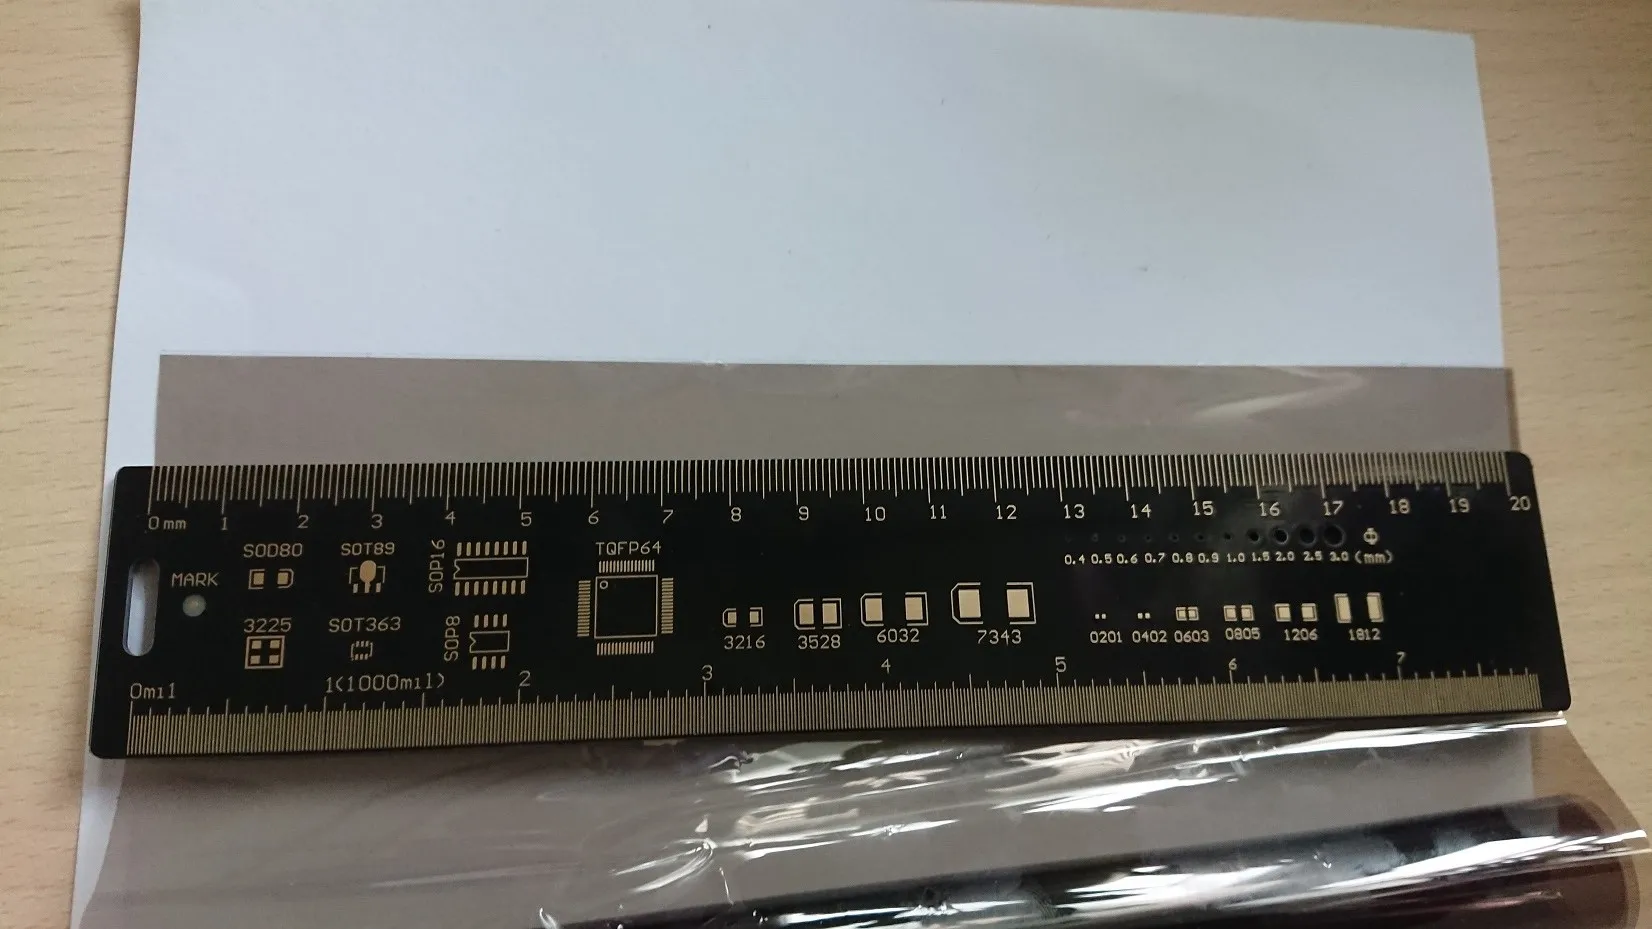 0 mm 1 2 3 4 5 6 7 8 9 10 11 12 13 14 15 16 17 18 19 20
SOD80 SOT89 SOP16 TQFP64
0.4 0.5 0.6 0.7 0.8 0.9 1.0 1.5 2.0 2.5 3.0 (mm)
MARK
3225 SOT363 SOP8
3216 3528 6032 7343 0201 0402 0603 0805 1206 1812
0mil 1(1000mil) 2 3 4 5 6 7